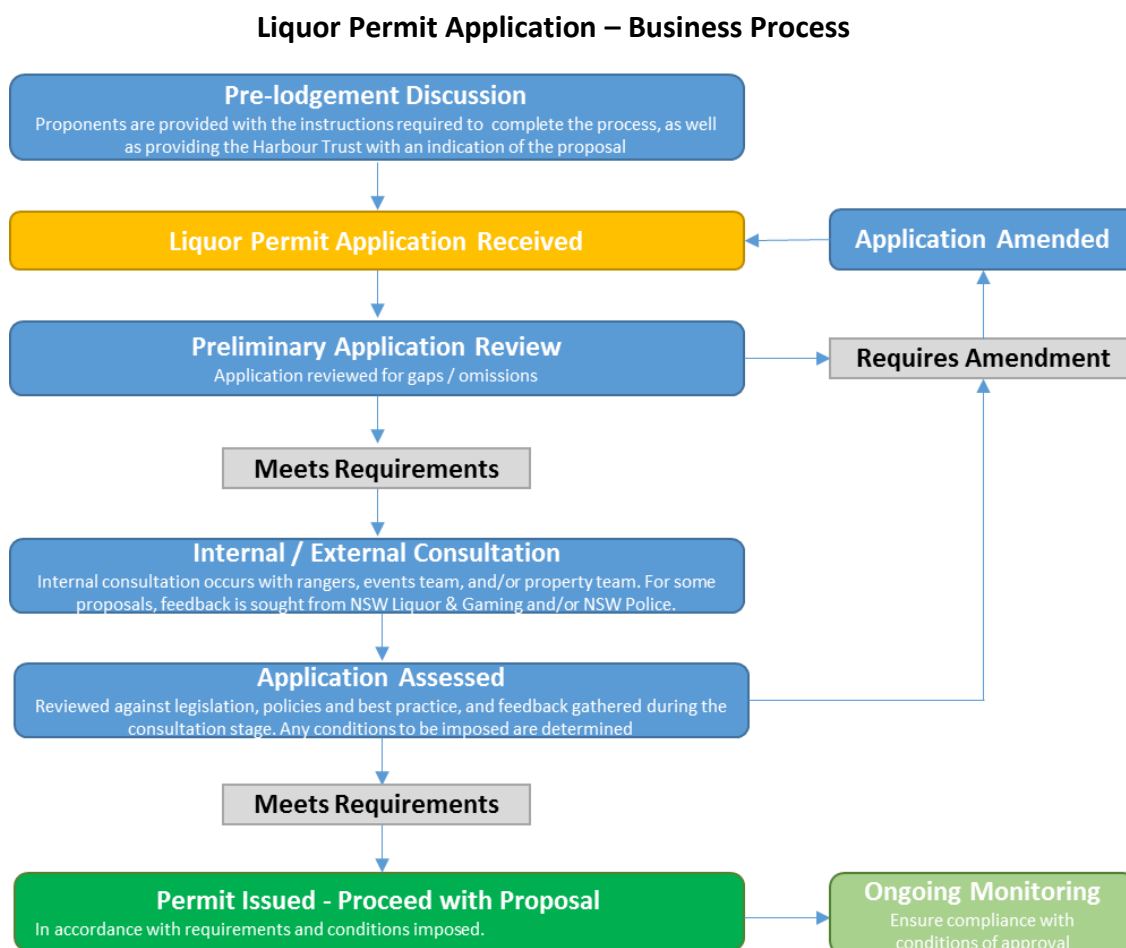 Liquor Permit Application – Business Process
Pre-lodgement Discussion
Proponents are provided with the instructions required to complete the process, as well
as providing the Harbour Trust with an indication of the proposal
Liquor Permit Application Received
Application Amended
Preliminary Application Review
Application reviewed for gaps / omissions
Requires Amendment
Meets Requirements
Internal / External Consultation
Internal consultation occurs with rangers, events team, and/or property team. For some
proposals, feedback is sought from NSW Liquor & Gaming and/or NSW Police.
Application Assessed
Reviewed against legislation, policies and best practice, and feedback gathered during the
consultation stage. Any conditions to be imposed are determined
Meets Requirements
Permit Issued - Proceed with Proposal
In accordance with requirements and conditions imposed.
Ongoing Monitoring
Ensure compliance with
conditions of approval